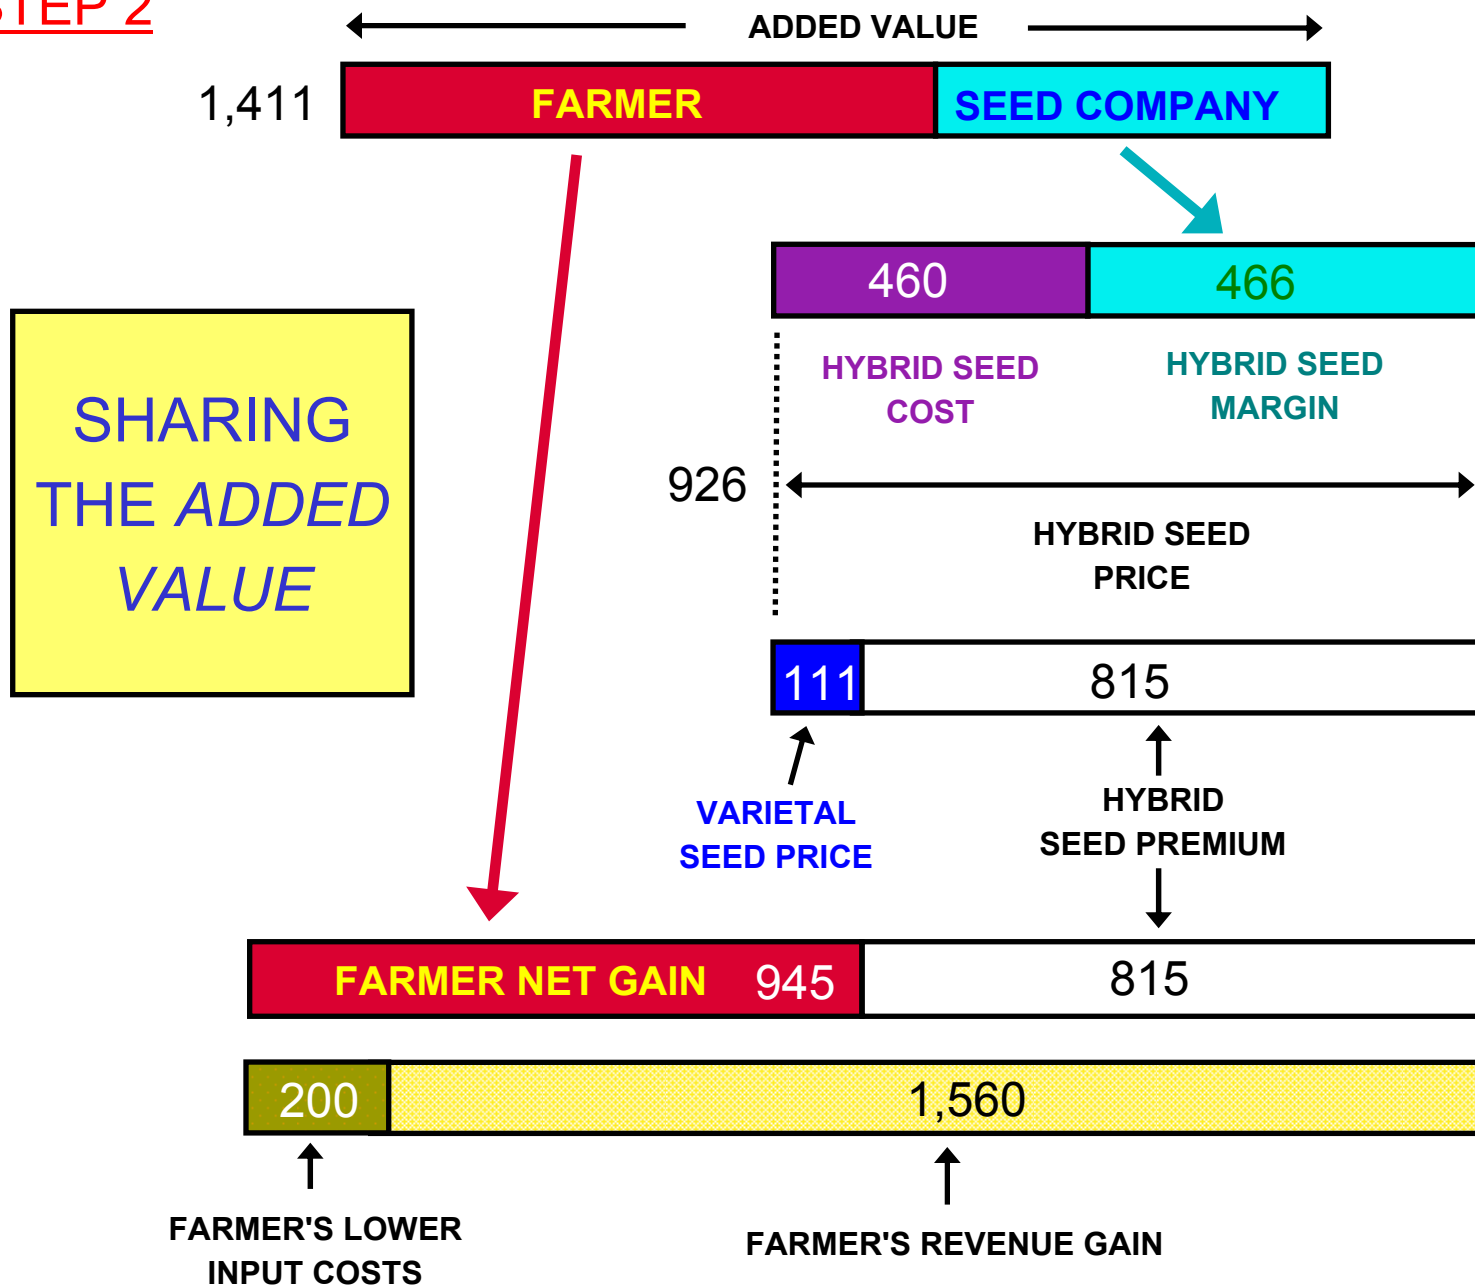 STEP 2
ADDED VALUE
1,411
FARMER
SEED COMPANY
460
466
HYBRID SEED
COST
HYBRID SEED
MARGIN
SHARING
THE ADDED
VALUE
926
HYBRID SEED
PRICE
111
815
VARIETAL
SEED PRICE
HYBRID
SEED PREMIUM
FARMER NET GAIN 945
815
200
1,560
FARMER'S LOWER
INPUT COSTS
FARMER'S REVENUE GAIN